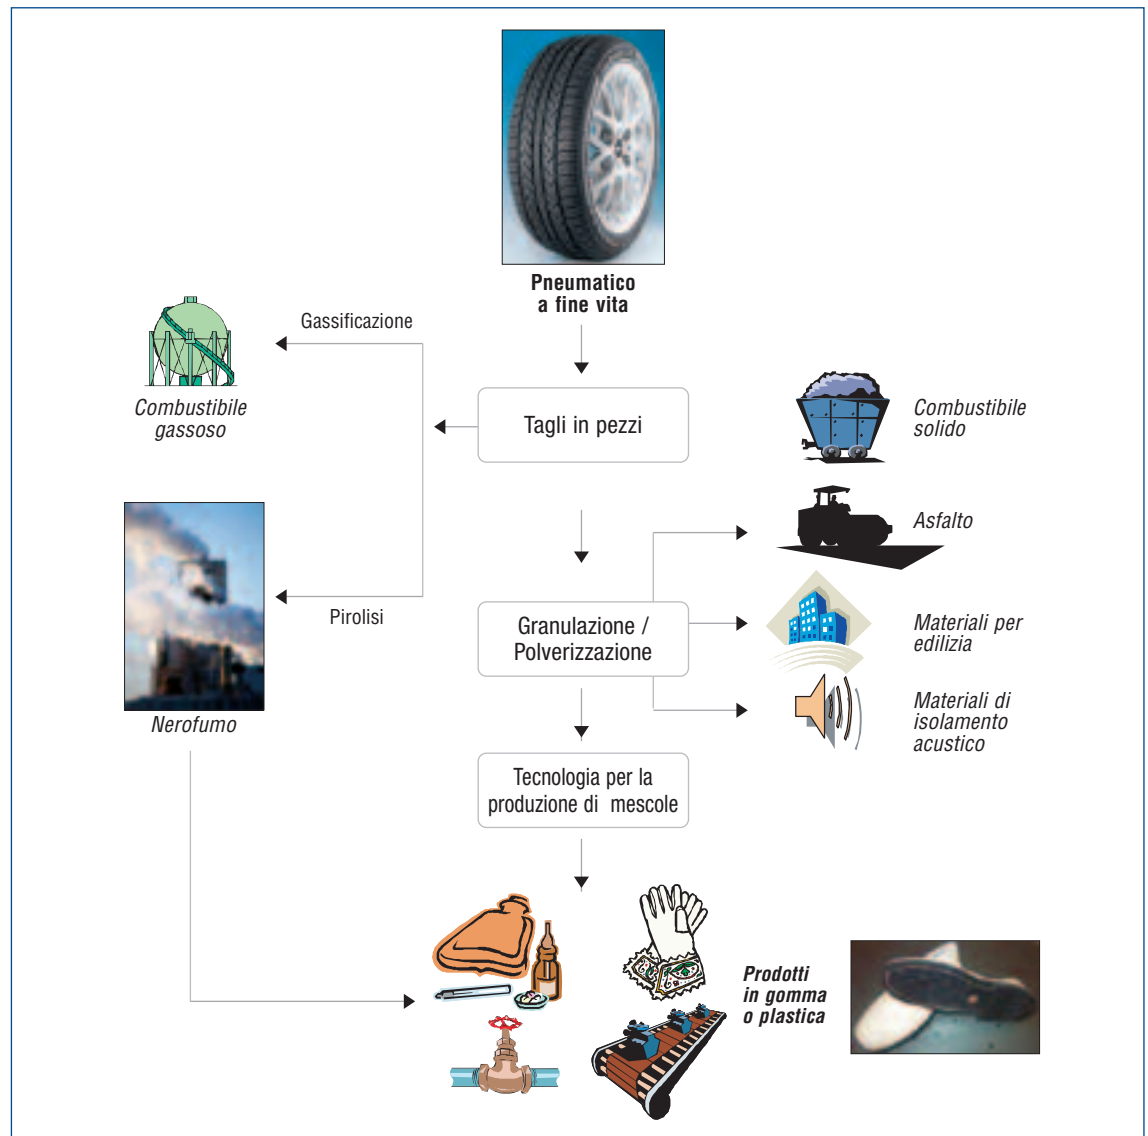 Pneumatico
a fine vita
Gassificazione
Combustibile
gassoso
Tagli in pezzi
Combustibile
solido
Asfalto
Pirolisi
Granulazione /
Polverizzazione
Materiali per
edilizia
Nerofumo
Materiali di
isolamento
acustico
Tecnologia per la
produzione di mescole
Prodotti
in gomma
o plastica